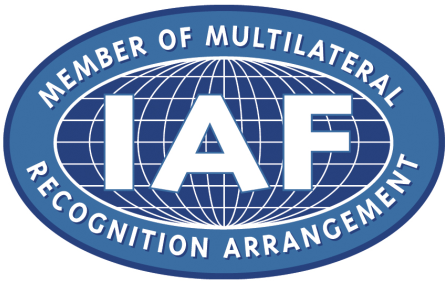 MEMBER OF MULTILATERAL
IAF
RECOGNITION ARRANGEMENT